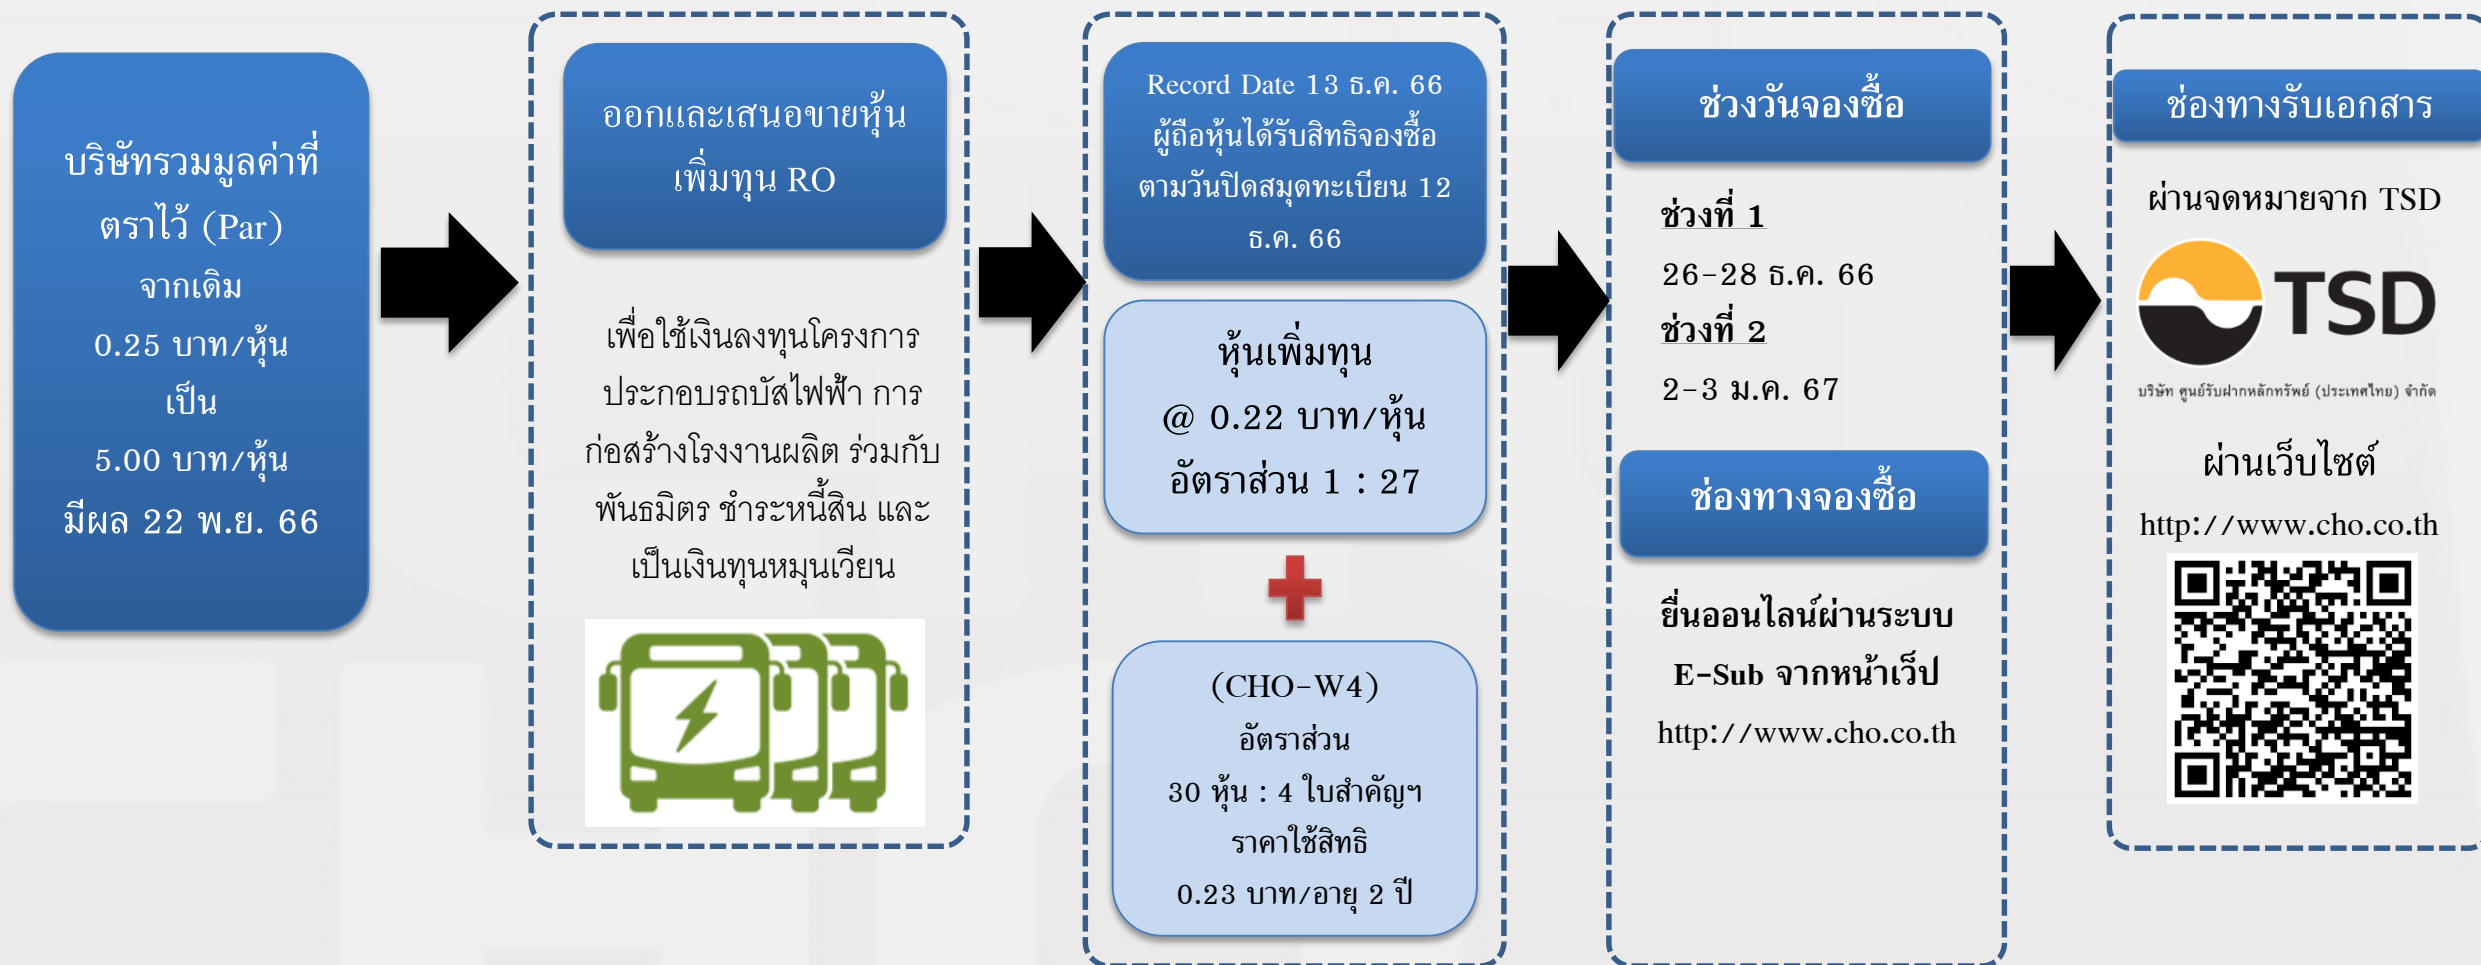 บริษัทรวมมูลค่าที่
ตราไว้ (Par)
จากเดิม
0.25 บาท/หุ้น
เป็น
5.00 บาท/หุ้น
มีผล 22 พ.ย. 66
ออกและเสนอขายหุ้น
เพิ่มทุน RO
เพื่อใช้เงินลงทุนโครงการ
ประกอบรถบัสไฟฟ้า การ
ก่อสร้างโรงงานผลิต ร่วมกับ
พันธมิตร ชำระหนี้สิน และ
เป็นเงินทุนหมุนเวียน
Record Date 13 ธ.ค. 66
ผู้ถือหุ้นได้รับสิทธิจองซื้อ
ตามวันปิดสมุดทะเบียน 12
ธ.ค. 66
หุ้นเพิ่มทุน
@ 0.22 บาท/หุ้น
อัตราส่วน 1 : 27
(CHO-W4)
อัตราส่วน
30 หุ้น : 4 ใบสำคัญฯ
ราคาใช้สิทธิ
0.23 บาท/อายุ 2 ปี
ช่วงวันจองซื้อ
ช่วงที่ 1
26-28 ธ.ค. 66
ช่วงที่ 2
2-3 ม.ค. 67
ช่องทางจองซื้อ
ยื่นออนไลน์ผ่านระบบ
E-Sub จากหน้าเว็ป
http://www.cho.co.th
ช่องทางรับเอกสาร
ผ่านจดหมายจาก TSD
TSD
บริษัท ศูนย์รับฝากหลักทรัพย์ (ประเทศไทย) จำกัด
ผ่านเว็บไซต์
http://www.cho.co.th